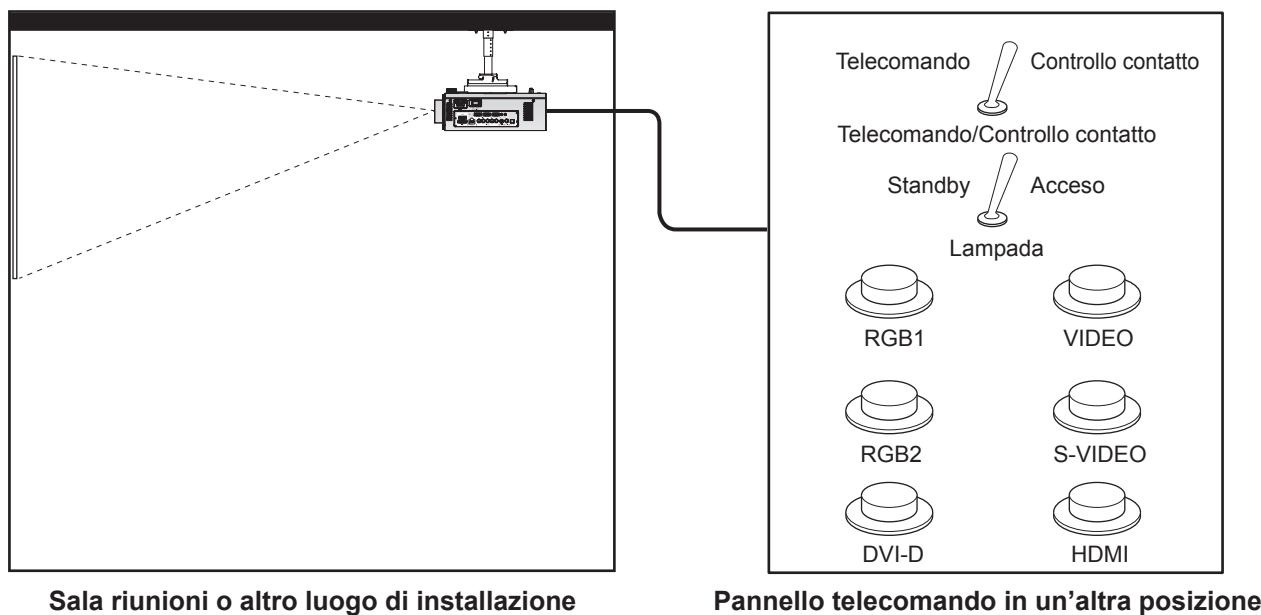 Telecomando Controllo contatto
Telecomando/Controllo contatto
Standby Acceso
Lampada
RGB1 VIDEO
RGB2 S-VIDEO
DVI-D HDMI
Sala riunioni o altro luogo di installazione
Pannello telecomando in un'altra posizione